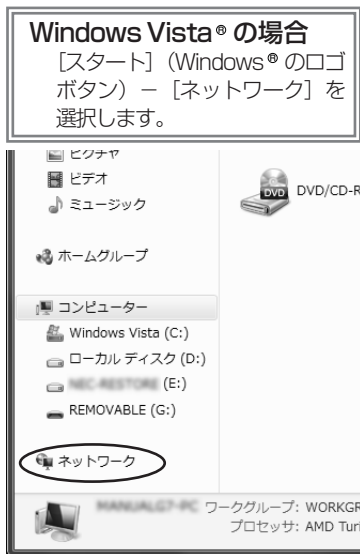 Windows Vista® の場合
［スタート］（Windows® のロゴ
ボタン）－［ネットワーク］を
選択します。
ピクチャ
ビデオ
ミュージック
DVD
DVD/CD-R
ホームグループ
コンピューター
Windows Vista (C:)
ローカル ディスク (D:)
(E:)
REMOVABLE (G:)
ネットワーク
ワークグループ: WORKGR
プロセッサ: AMD Turi